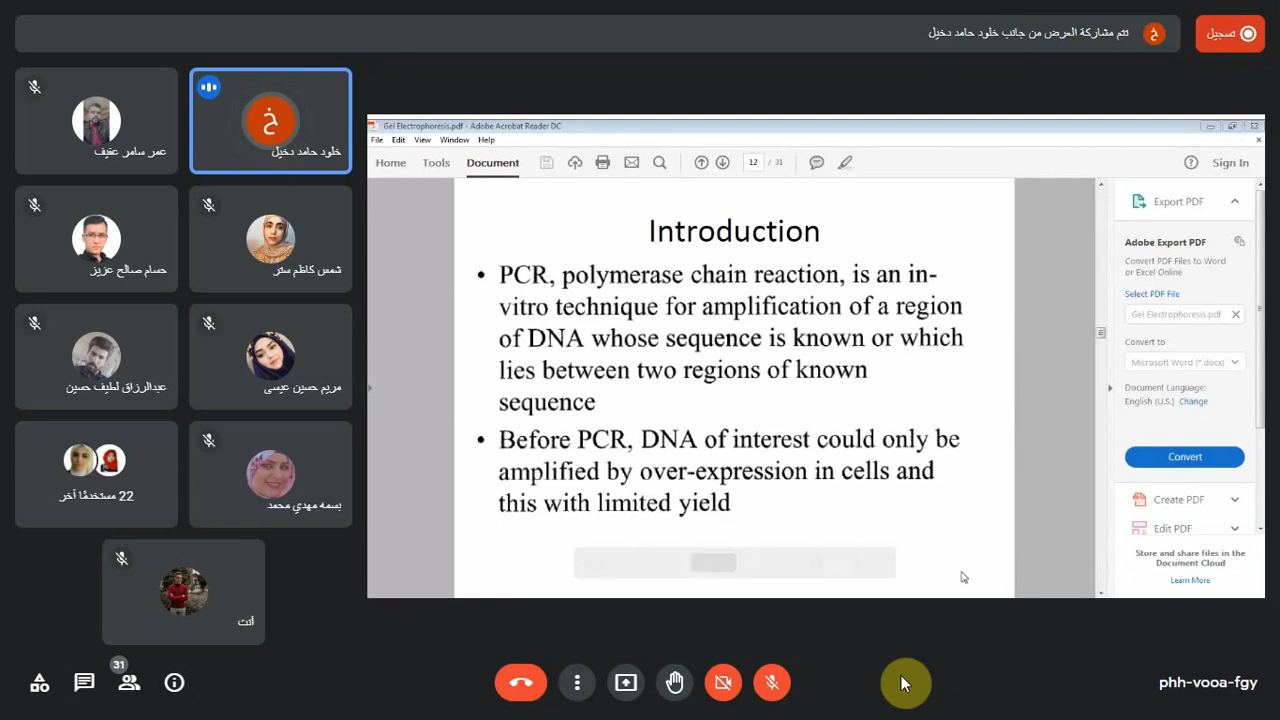 تتم مشاركة العرض من جانب خلود حامد دخيل
خ
تسجيل
عمر سامر عنيف
خ
خلود حامد دخيل
حسام صالح عزيز
شمس كاظم ستر
عبدالرزاق لطيف حسين
مريم حسين عيسى
22 مستخدمًا آخر
بسمه مهدي محمد
أنت
Gel Electrophoresis.pdf - Adobe Acrobat Reader DC
File Edit View Window Help
Home Tools Document 12 / 31 Sign In
Introduction
• PCR, polymerase chain reaction, is an in-
vitro technique for amplification of a region
of DNA whose sequence is known or which
lies between two regions of known
sequence
• Before PCR, DNA of interest could only be
amplified by over-expression in cells and
this with limited yield
Export PDF
Adobe Export PDF
Convert PDF Files to Word
or Excel Online
Select PDF File
Gel Electrophoresis.pdf
Convert to
Microsoft Word (*.docx)
Document Language:
English (U.S.) Change
Convert
Create PDF
Edit PDF
Store and share files in the
Document Cloud
Learn More
31
phh-vooa-fgy